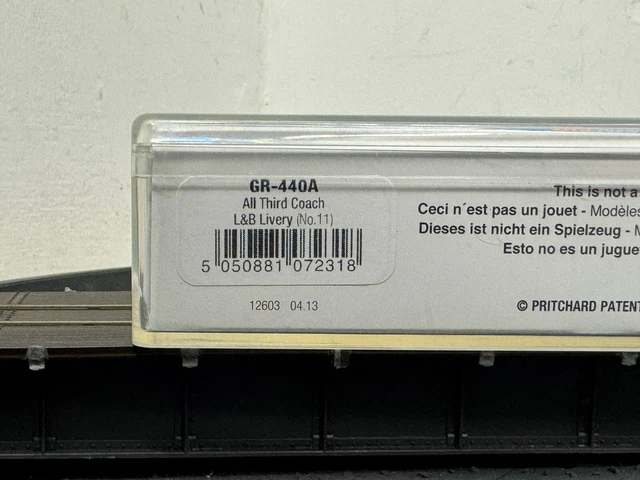 GR-440A
All Third Coach
L&B Livery (No.11)
5 050881 072318
12603 04.13
This is not a
Ceci n´est pas un jouet - Modèles
Dieses ist nicht ein Spielzeug -
Esto no es un
© PRITCHARD PATENT